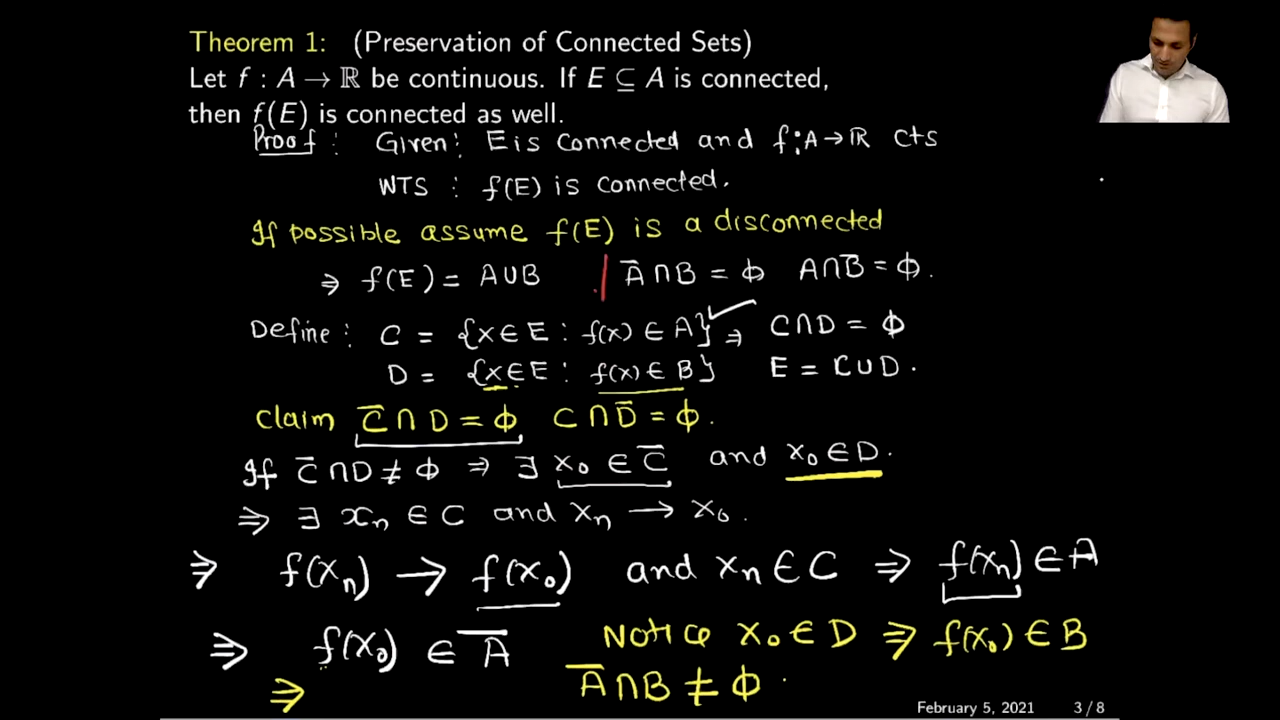 Theorem 1: (Preservation of Connected Sets)
Let f : A → ℝ be continuous. If E ⊆ A is connected,
then f(E) is connected as well.
Proof : Given : E is connected and f : A → ℝ cts
WTS : f(E) is connected.
If possible assume f(E) is a disconnected
⇒ f(E) = A∪B | A̅∩B = ϕ A∩B̅ = ϕ.
Define : C = {x∈E : f(x)∈A} ⇒ C∩D = ϕ
D = {x∈E : f(x)∈B} E = C∪D.
Claim C̅∩D = ϕ C∩D̅ = ϕ.
If C̅∩D ≠ ϕ ⇒ ∃ x₀ ∈ C̅ and x₀ ∈ D.
⇒ ∃ xₙ ∈ C and xₙ → x₀.
⇒ f(xₙ) → f(x₀) and xₙ ∈ C ⇒ f(xₙ) ∈ A
⇒ f(x₀) ∈ A̅ Notice x₀ ∈ D ⇒ f(x₀) ∈ B
⇒ A̅∩B ≠ ϕ.
February 5, 2021 3 / 8